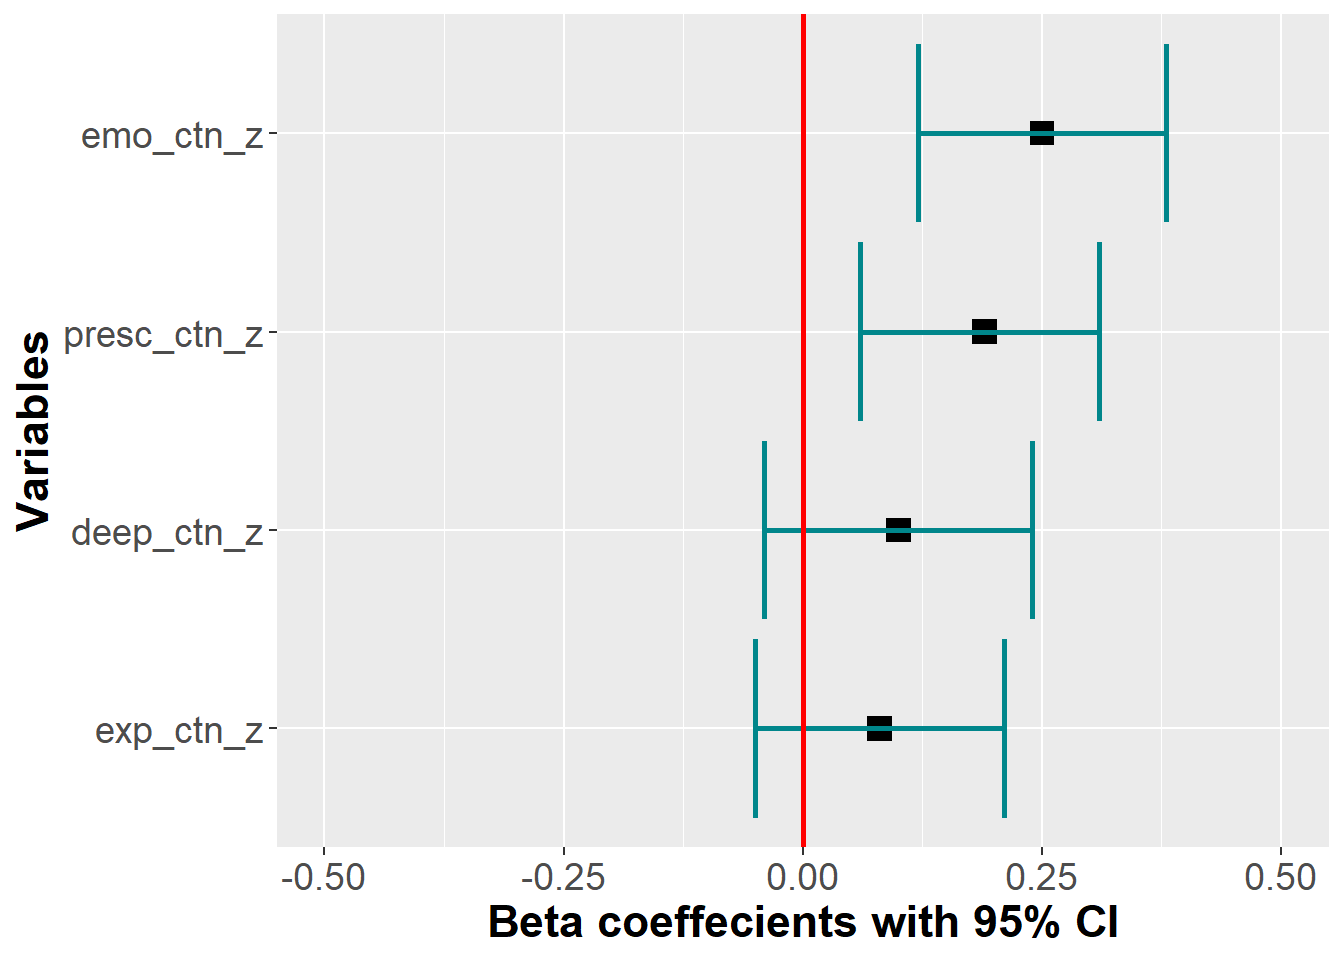 emo_ctn_z
presc_ctn_z
deep_ctn_z
exp_ctn_z
Variables
-0.50 -0.25 0.00 0.25 0.50
Beta coeffecients with 95% CI